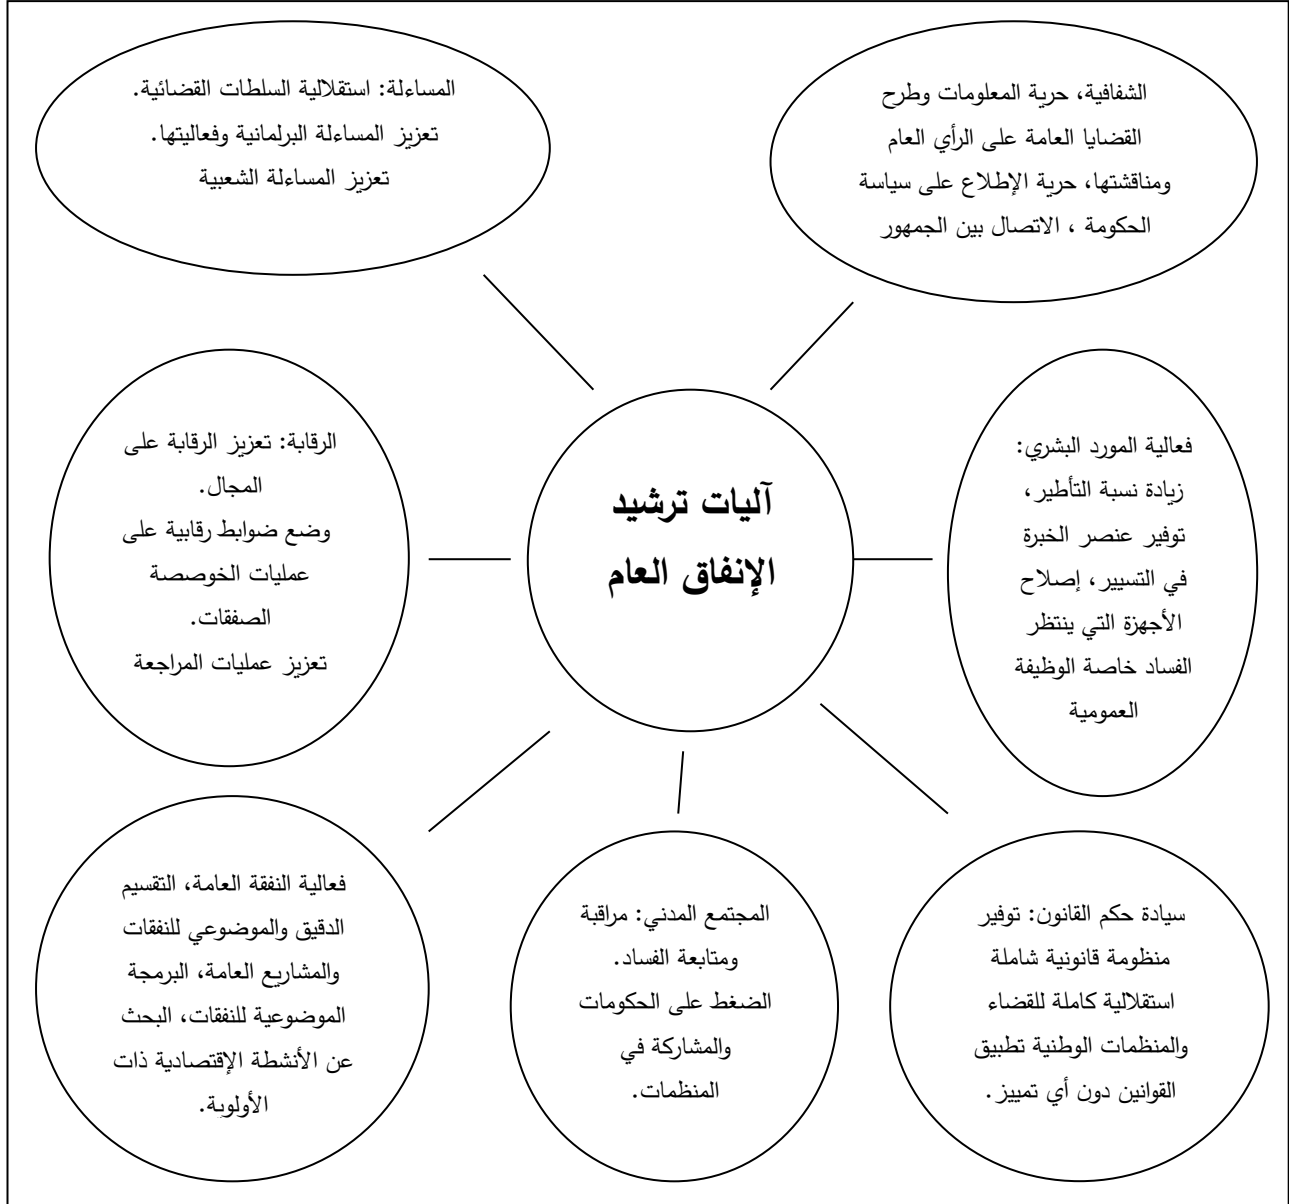 الشفافية، حرية المعلومات وطرح
القضايا العامة على الرأي العام
ومناقشتها، حرية الإطلاع على سياسة
الحكومة ، الاتصال بين الجمهور
المساءلة: استقلالية السلطات القضائية.
تعزيز المساءلة البرلمانية وفعاليتها.
تعزيز المساءلة الشعبية
فعالية المورد البشري:
زيادة نسبة التأطير،
توفير عنصر الخبرة
في التسيير، إصلاح
الأجهزة التي ينتظر
الفساد خاصة الوظيفة
العمومية
آليات ترشيد
الإنفاق العام
الرقابة: تعزيز الرقابة على
المجال.
وضع ضوابط رقابية على
عمليات الخوصصة
الصفقات.
تعزيز عمليات المراجعة
سيادة حكم القانون: توفير
منظومة قانونية شاملة
استقلالية كاملة للقضاء
والمنظمات الوطنية تطبيق
القوانين دون أي تمييز.
المجتمع المدني: مراقبة
ومتابعة الفساد.
الضغط على الحكومات
والمشاركة في
المنظمات.
فعالية النفقة العامة، التقسيم
الدقيق والموضوعي للنفقات
والمشاريع العامة، البرمجة
الموضوعية للنفقات، البحث
عن الأنشطة الإقتصادية ذات
الأولوية.